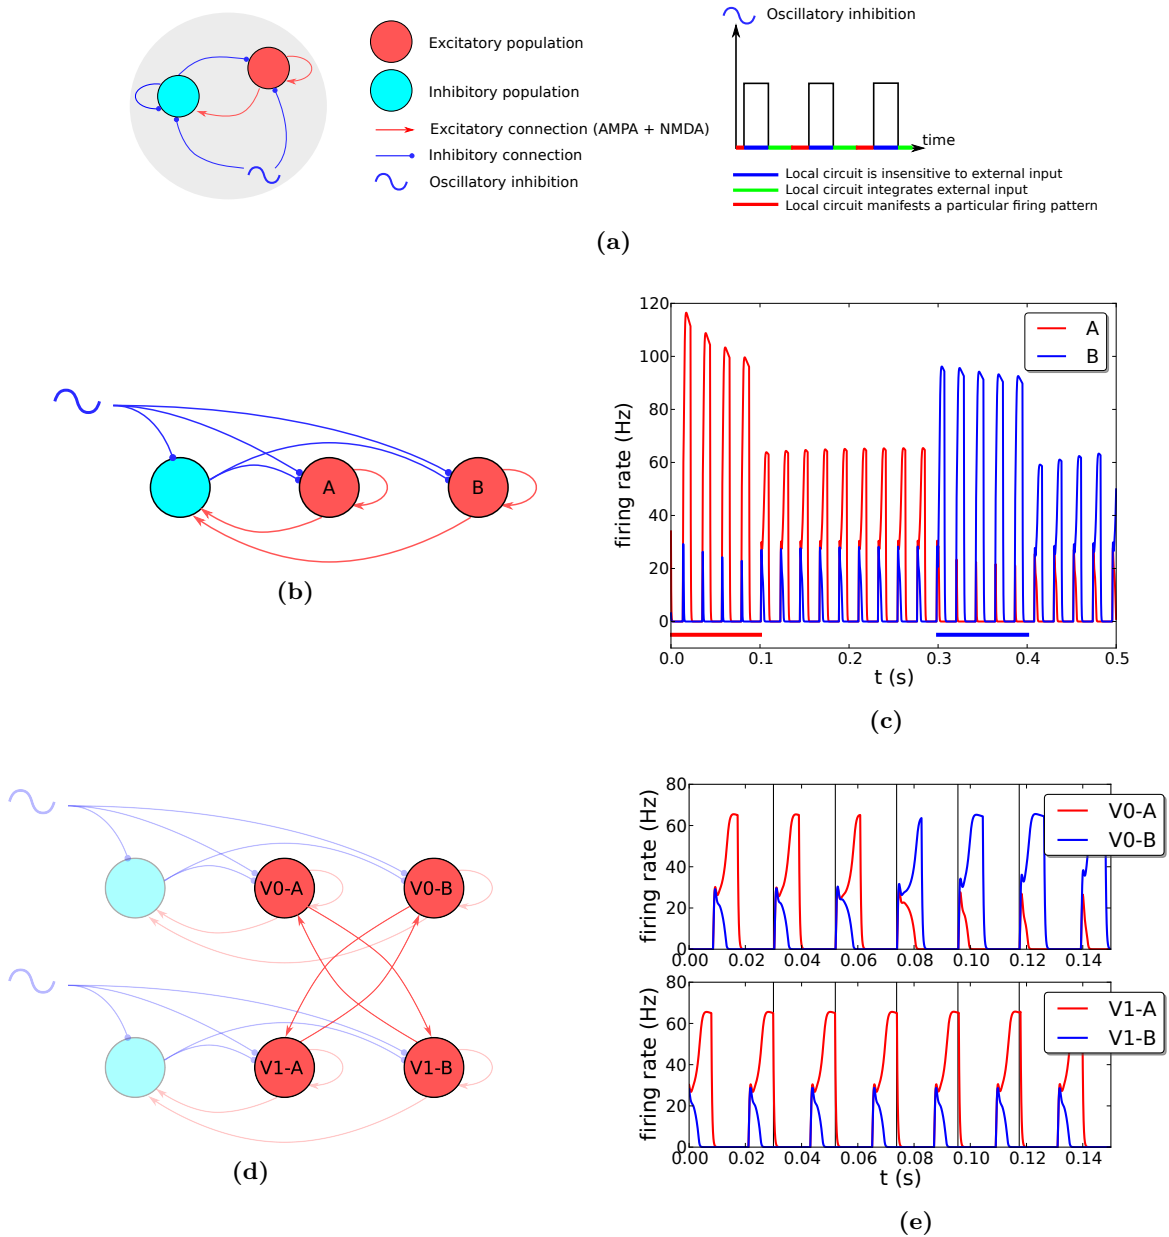 Excitatory population
Inhibitory population
Excitatory connection (AMPA + NMDA)
Inhibitory connection
Oscillatory inhibition
Oscillatory inhibition
time
Local circuit is insensitive to external input
Local circuit integrates external input
Local circuit manifests a particular firing pattern
(a)
A
B
(b)
firing rate (Hz)
120
100
80
60
40
20
0
A
B
0.0 0.1 0.2 0.3 0.4 0.5
t (s)
(c)
V0-A
V0-B
V1-A
V1-B
(d)
firing rate (Hz)
80
60
40
20
0
V0-A
V0-B
0.00 0.02 0.04 0.06 0.08 0.10 0.12 0.14
firing rate (Hz)
80
60
40
20
0
V1-A
V1-B
0.00 0.02 0.04 0.06 0.08 0.10 0.12 0.14
t (s)
(e)